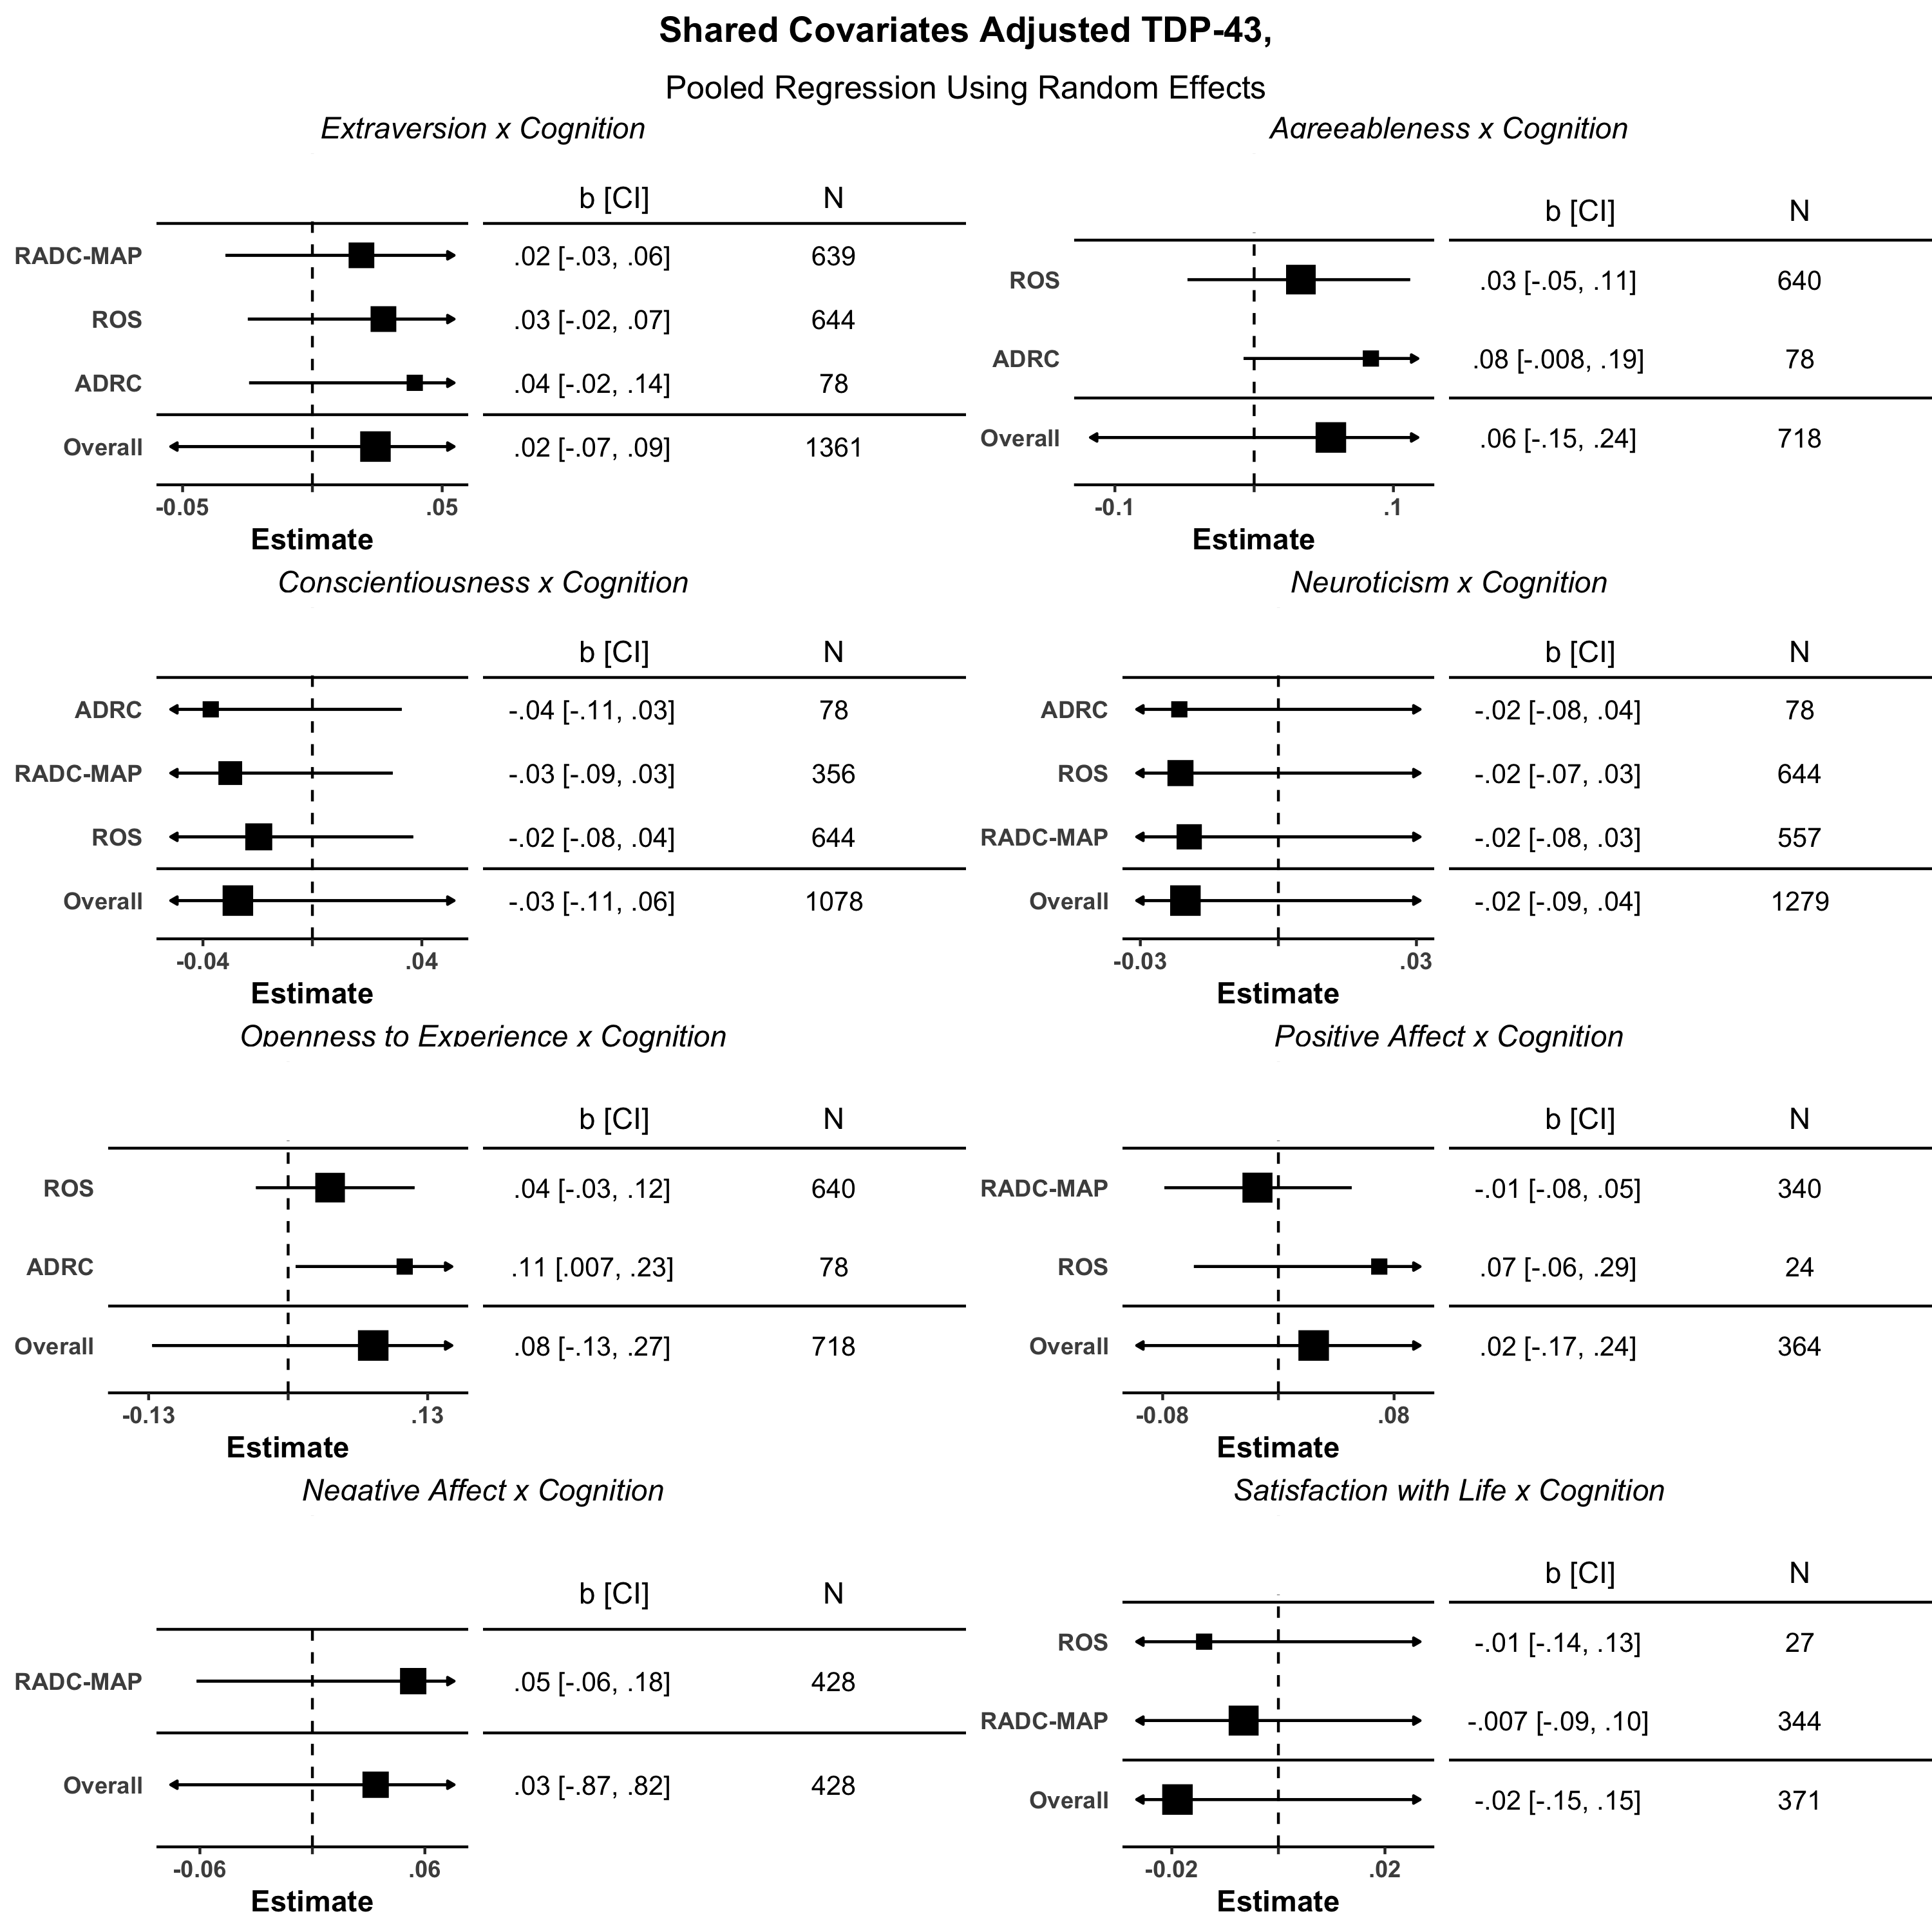 Shared Covariates Adjusted TDP-43,
Pooled Regression Using Random Effects
Extraversion x Cognition
b [CI] N
RADC-MAP .02 [-.03, .06] 639
ROS .03 [-.02, .07] 644
ADRC .04 [-.02, .14] 78
Overall .02 [-.07, .09] 1361
-0.05 .05
Estimate
Agreeableness x Cognition
b [CI] N
ROS .03 [-.05, .11] 640
ADRC .08 [-.008, .19] 78
Overall .06 [-.15, .24] 718
-0.1 .1
Estimate
Conscientiousness x Cognition
b [CI] N
ADRC -.04 [-.11, .03] 78
RADC-MAP -.03 [-.09, .03] 356
ROS -.02 [-.08, .04] 644
Overall -.03 [-.11, .06] 1078
-0.04 .04
Estimate
Neuroticism x Cognition
b [CI] N
ADRC -.02 [-.08, .04] 78
ROS -.02 [-.07, .03] 644
RADC-MAP -.02 [-.08, .03] 557
Overall -.02 [-.09, .04] 1279
-0.03 .03
Estimate
Openness to Experience x Cognition
b [CI] N
ROS .04 [-.03, .12] 640
ADRC .11 [.007, .23] 78
Overall .08 [-.13, .27] 718
-0.13 .13
Estimate
Positive Affect x Cognition
b [CI] N
RADC-MAP -.01 [-.08, .05] 340
ROS .07 [-.06, .29] 24
Overall .02 [-.17, .24] 364
-0.08 .08
Estimate
Negative Affect x Cognition
b [CI] N
RADC-MAP .05 [-.06, .18] 428
Overall .03 [-.87, .82] 428
-0.06 .06
Estimate
Satisfaction with Life x Cognition
b [CI] N
ROS -.01 [-.14, .13] 27
RADC-MAP -.007 [-.09, .10] 344
Overall -.02 [-.15, .15] 371
-0.02 .02
Estimate